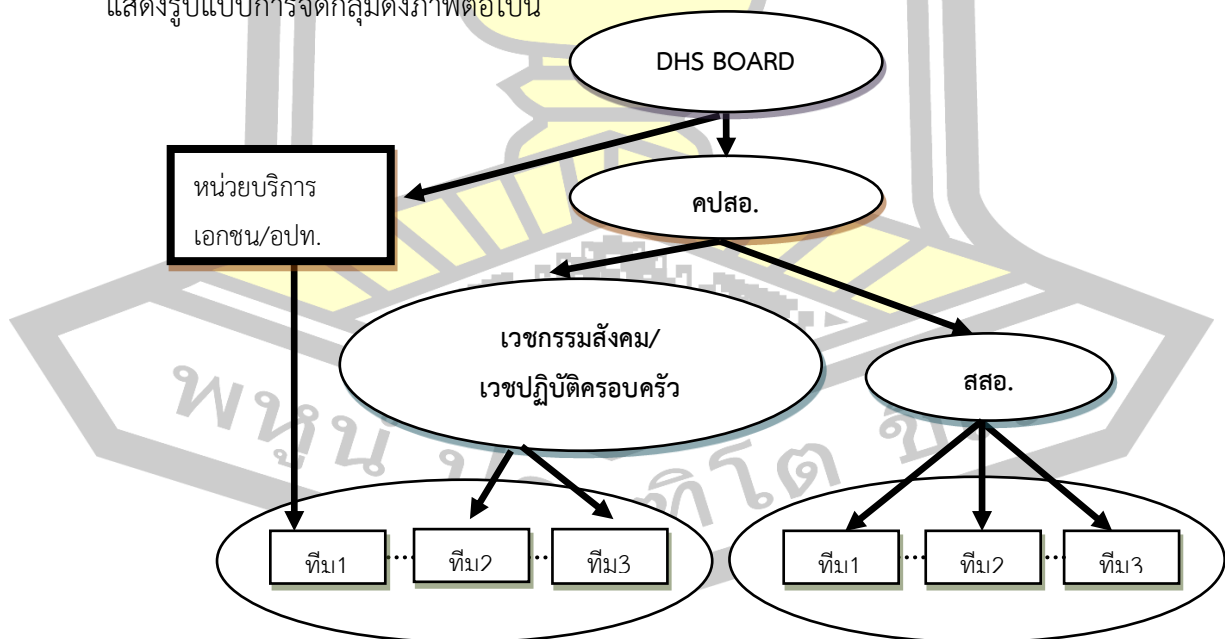 แสดงรูปแบบการจัดกลุ่มดังภาพต่อไปนี้
DHS BOARD
หน่วยบริการ
เอกชน/อปท.
คปสอ.
เวชกรรมสังคม/
เวชปฏิบัติครอบครัว
สสอ.
ทีม1
ทีม2
ทีม3
ทีม1
ทีม2
ทีม3
พหูนํ